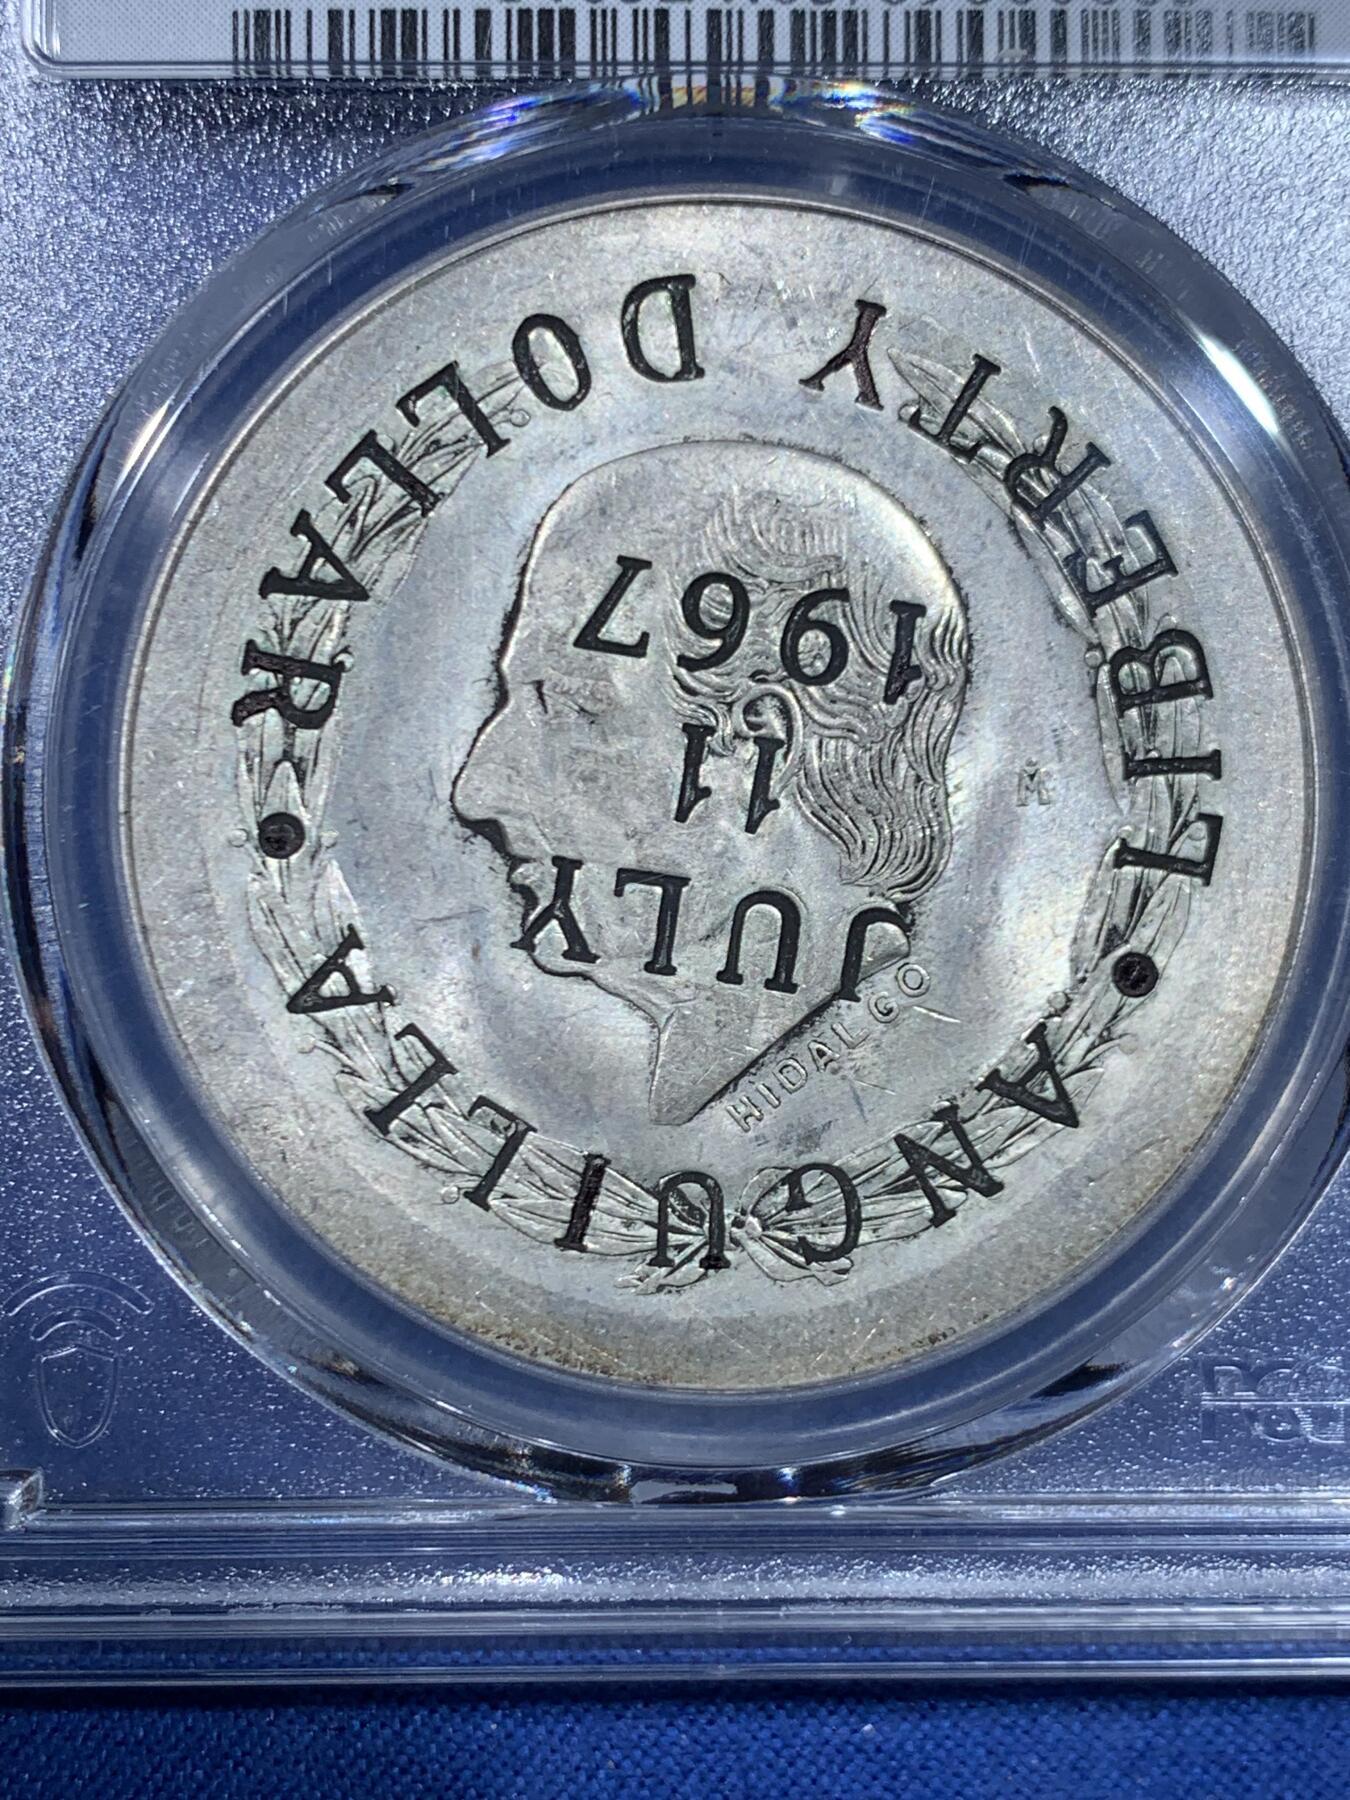 ANGUILLA LIBERTY DOLLAR
JULY
11
1967
HIDALGO
M